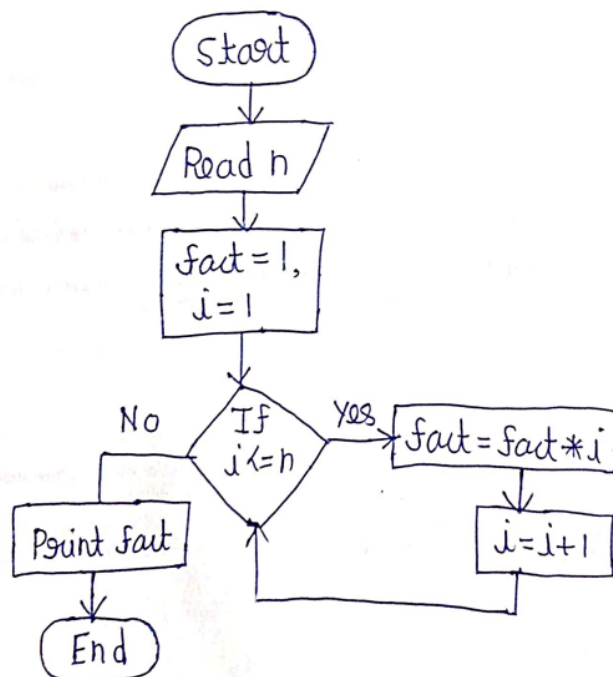 Start
Read n
fact = 1,
i = 1
If
i <= n
Yes
fact = fact * i
i = i + 1
No
Print fact
End